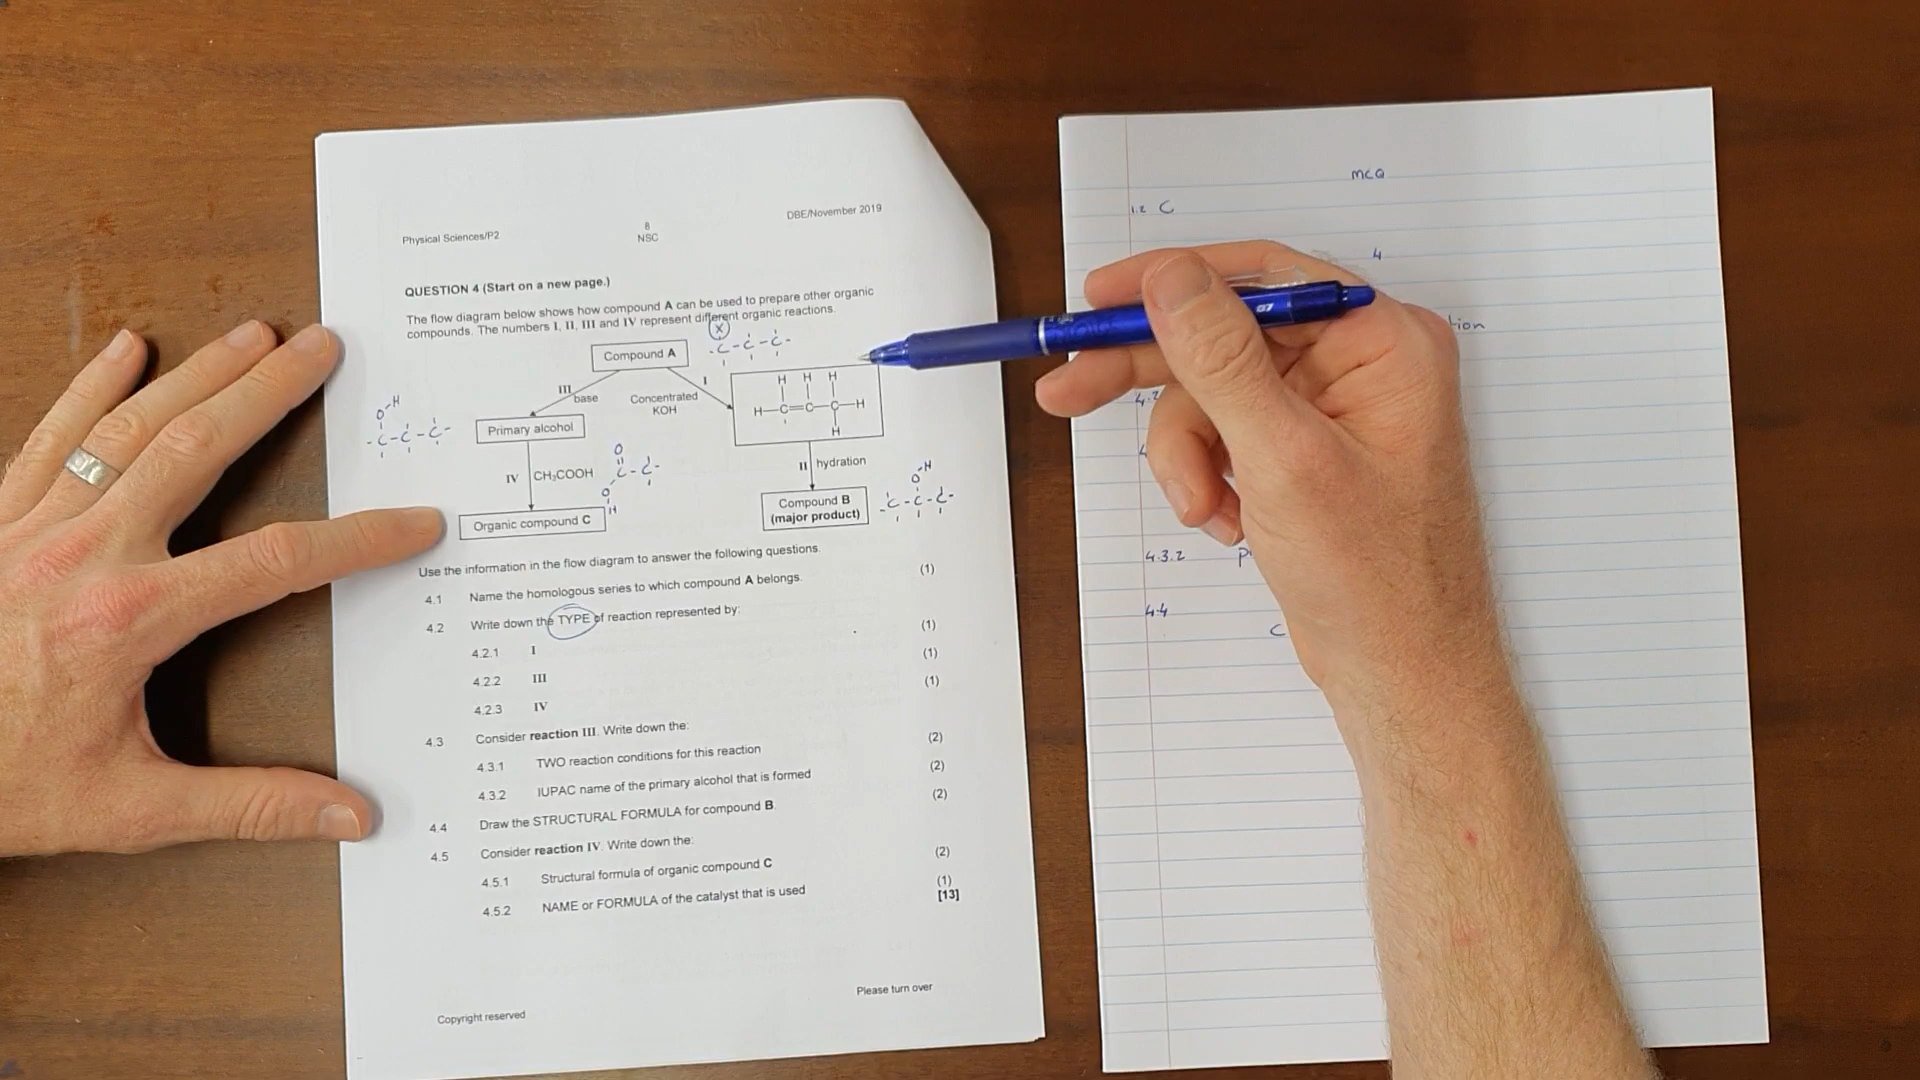 Physical Sciences/P2
8
NSC
DBE/November 2019
QUESTION 4 (Start on a new page.)
The flow diagram below shows how compound A can be used to prepare other organic
compounds. The numbers I, II, III and IV represent different organic reactions.
X
-C-C-C-
Compound A
III
base
I
Concentrated
KOH
H H H
H-C=C-C-H
H
O-H
-C-C-C-
Primary alcohol
IV CH₃COOH
O
C-C-
O
H
II hydration
O-H
-C-C-C-
Organic compound C
Compound B
(major product)
Use the information in the flow diagram to answer the following questions.
4.1 Name the homologous series to which compound A belongs. (1)
4.2 Write down the TYPE of reaction represented by:
4.2.1 I (1)
4.2.2 III (1)
4.2.3 IV (1)
4.3 Consider reaction III. Write down the:
4.3.1 TWO reaction conditions for this reaction (2)
4.3.2 IUPAC name of the primary alcohol that is formed (2)
4.4 Draw the STRUCTURAL FORMULA for compound B. (2)
4.5 Consider reaction IV. Write down the:
4.5.1 Structural formula of organic compound C (2)
4.5.2 NAME or FORMULA of the catalyst that is used (1)
[13]
Please turn over
Copyright reserved
MCQ
1.2 C
4
tion
4.2
4
4.3.2 P
4.4
C
07